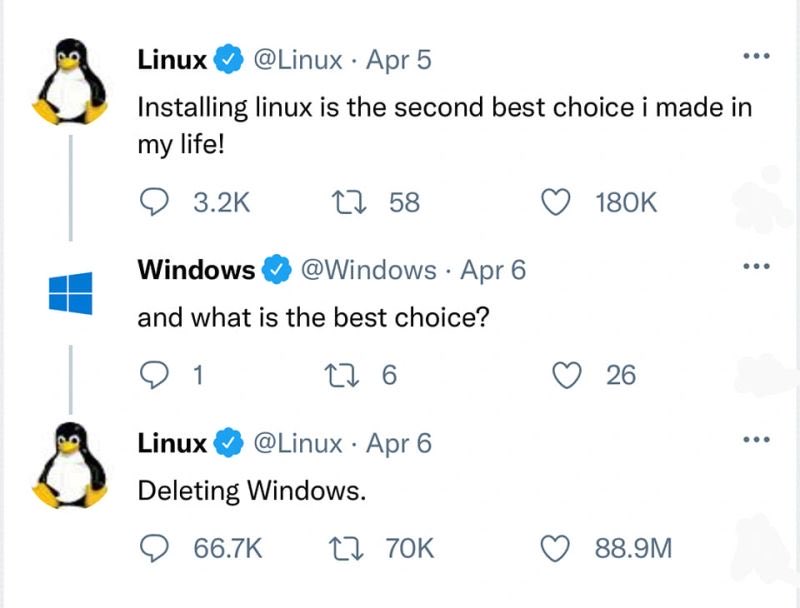 Linux @Linux · Apr 5 ...
Installing linux is the second best choice i made in
my life!
3.2K 58 180K
Windows @Windows · Apr 6 ...
and what is the best choice?
1 6 26
Linux @Linux · Apr 6 ...
Deleting Windows.
66.7K 70K 88.9M